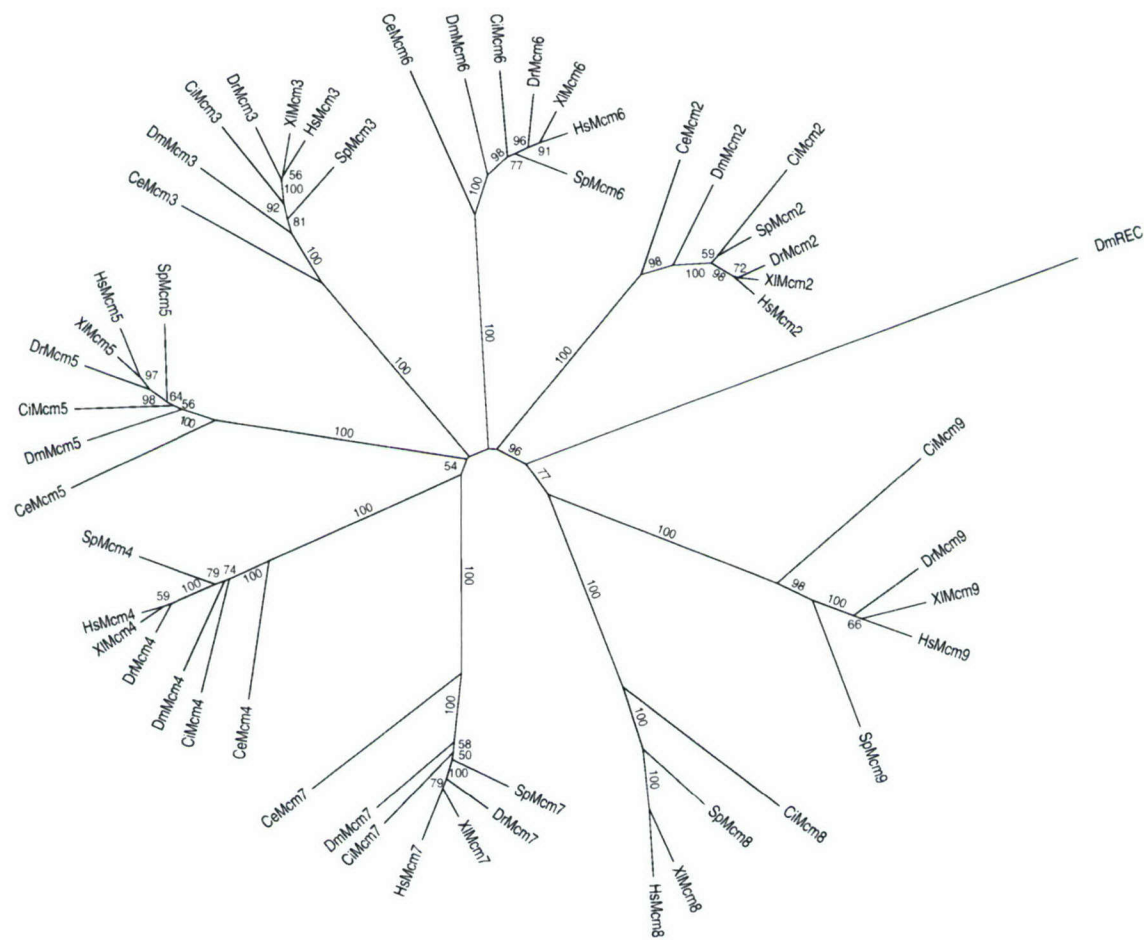 CeMcm6
DmMcm6
CiMcm6
DrMcm6
XlMcm6
HsMcm6
SpMcm6
96
91
98
77
100
100
CiMcm3
DrMcm3
XlMcm3
HsMcm3
SpMcm3
DmMcm3
CeMcm3
56
100
92
81
100
100
CeMcm2
DmMcm2
CiMcm2
SpMcm2
DrMcm2
XlMcm2
HsMcm2
98
59
72
100
98
100
DmREC
96
77
HsMcm5
SpMcm5
XlMcm5
DrMcm5
CiMcm5
DmMcm5
CeMcm5
97
98
64
56
100
100
54
CiMcm9
DrMcm9
XlMcm9
HsMcm9
SpMcm9
100
98
100
66
SpMcm4
HsMcm4
XlMcm4
DrMcm4
DmMcm4
CiMcm4
CeMcm4
100
79
74
100
100
59
CeMcm7
DmMcm7
CiMcm7
HsMcm7
XlMcm7
DrMcm7
SpMcm7
100
100
58
50
100
79
100
100
100
SpMcm8
CiMcm8
XlMcm8
HsMcm8